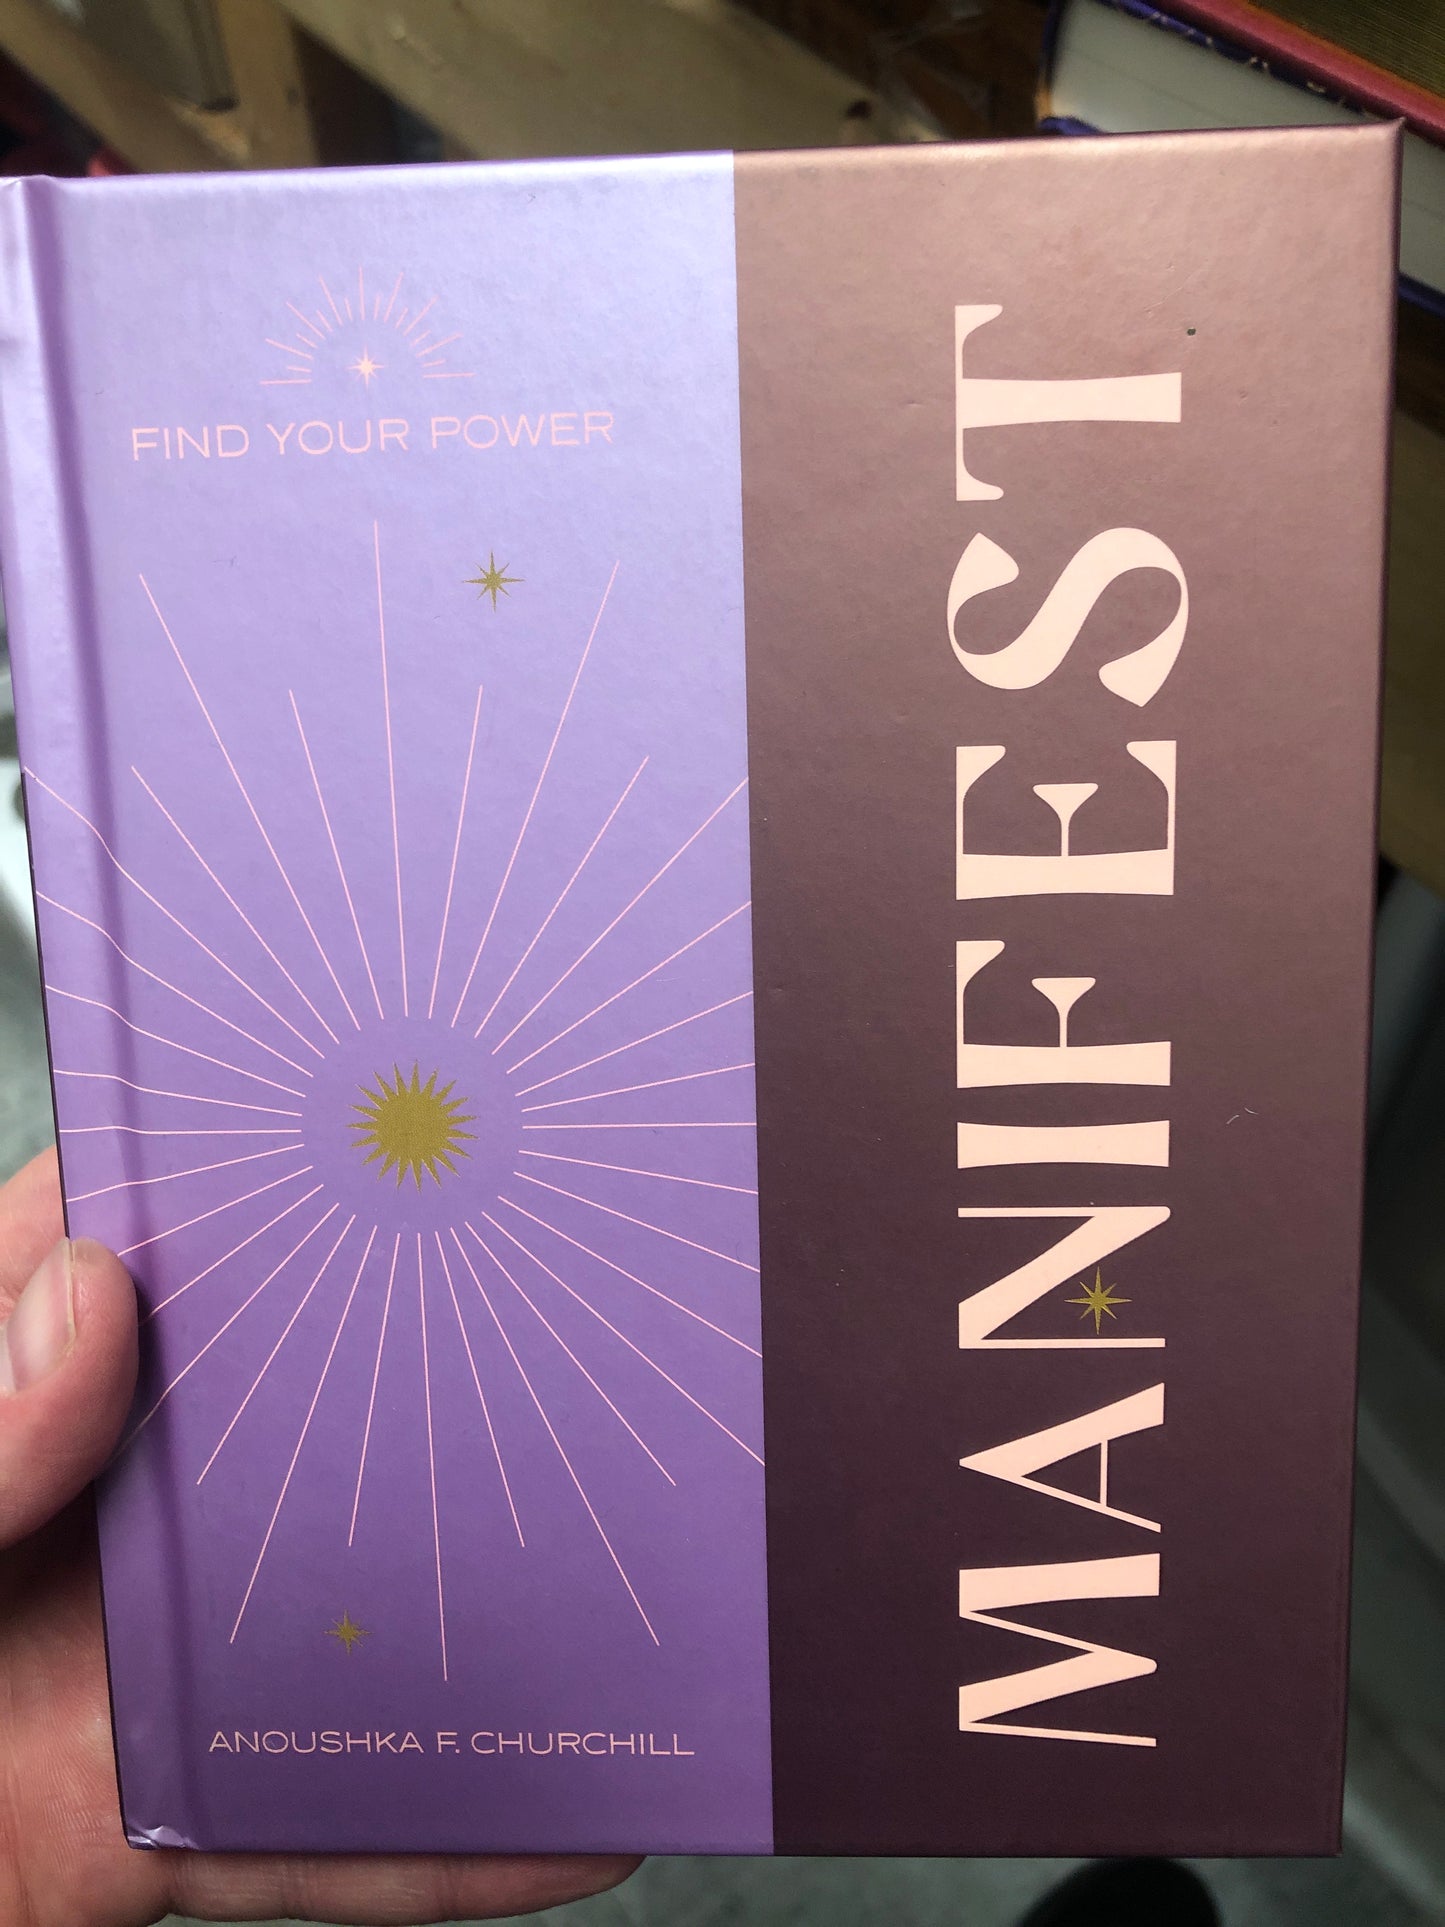 FIND YOUR POWER
MANIFEST
ANOUSHKA F. CHURCHILL